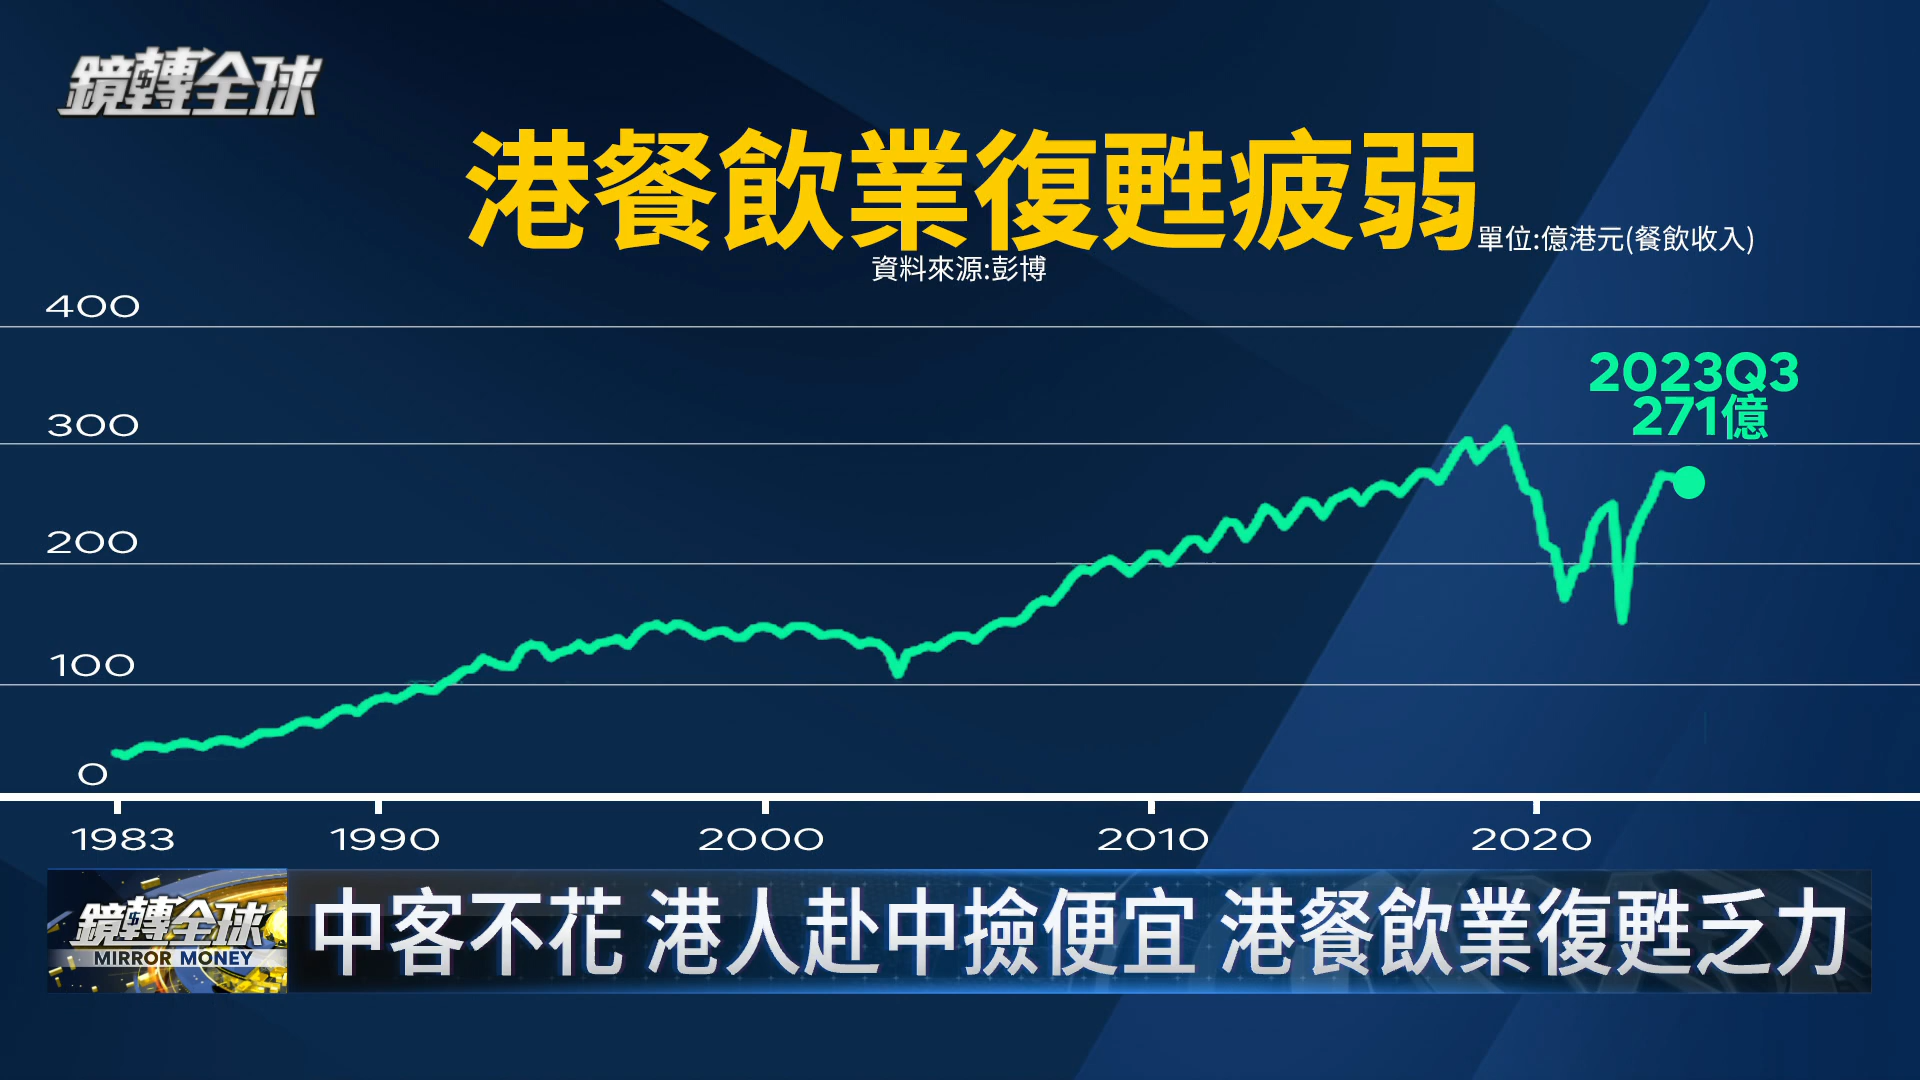 鏡轉全球
港餐飲業復甦疲弱
單位:億港元(餐飲收入)
資料來源:彭博
400
300
200
100
0
2023Q3
271億
1983 1990 2000 2010 2020
鏡轉全球
MIRROR MONEY
中客不花 港人赴中撿便宜 港餐飲業復甦乏力